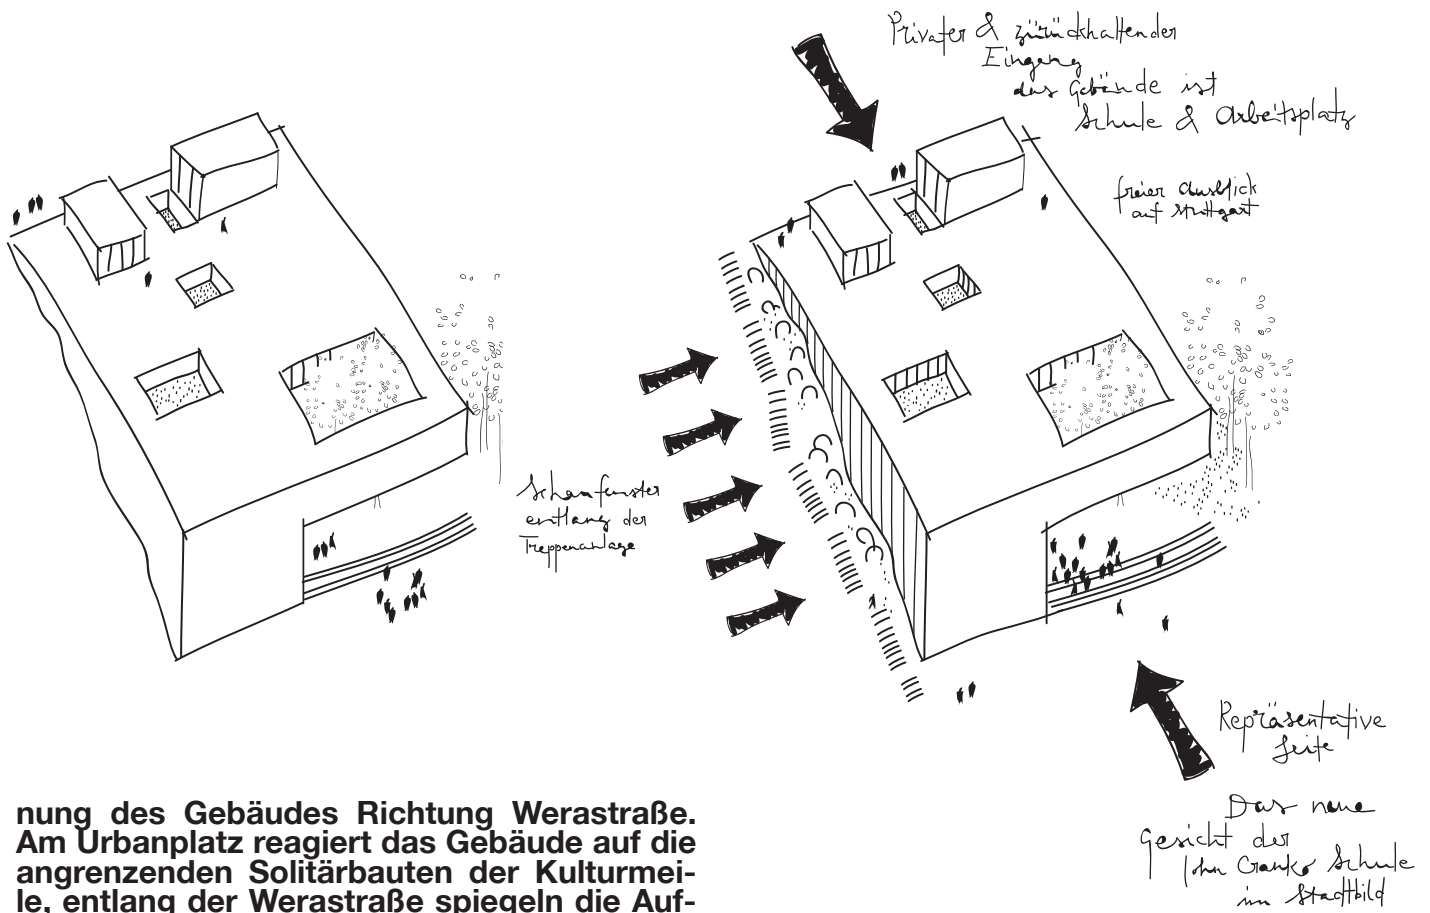 Privater & zürückhaltender
Eingang
das Gebäude ist
Schule & Arbeitsplatz
freier Ausblick
auf Stuttgart
Schaufenster
entlang der
Treppenanlage
Repräsentative
Seite
Das neue
Gesicht der
John Cranko Schule
im Stadtbild
nung des Gebäudes Richtung Werastraße.
Am Urbanplatz reagiert das Gebäude auf die
angrenzenden Solitärbauten der Kulturmei-
le, entlang der Werastraße spiegeln die Auf-